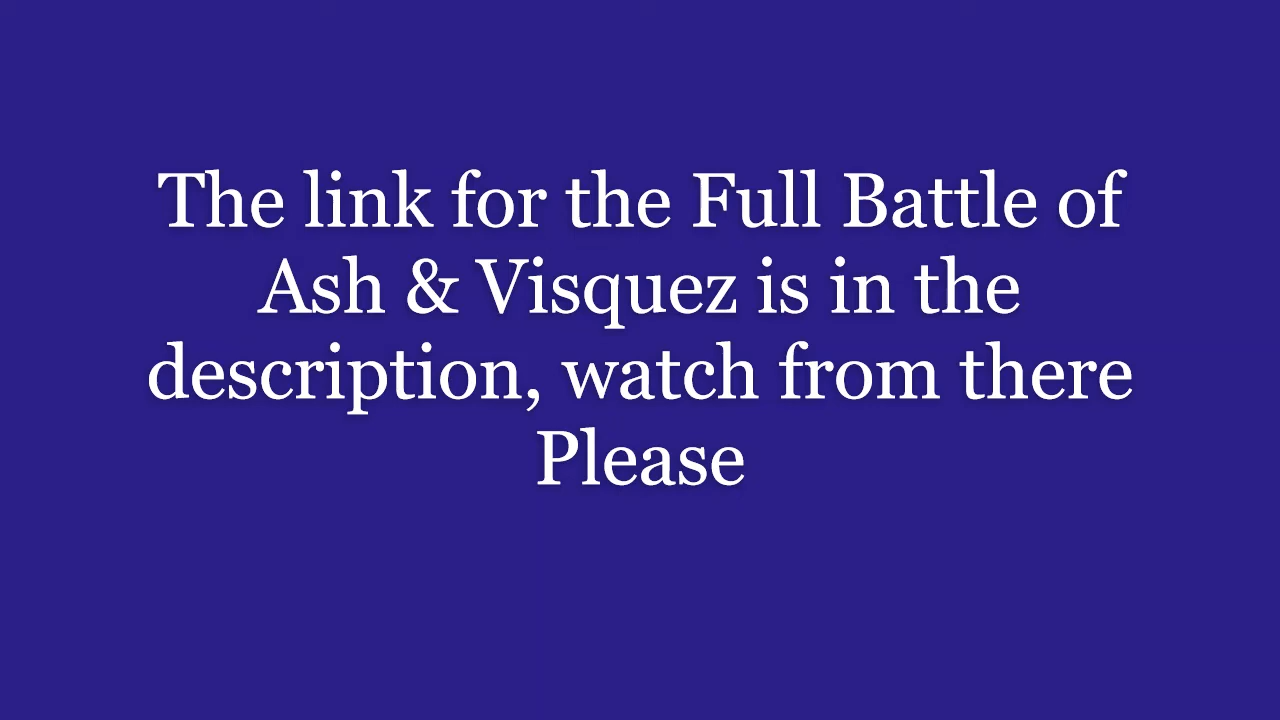 The link for the Full Battle of
Ash & Visquez is in the
description, watch from there
Please